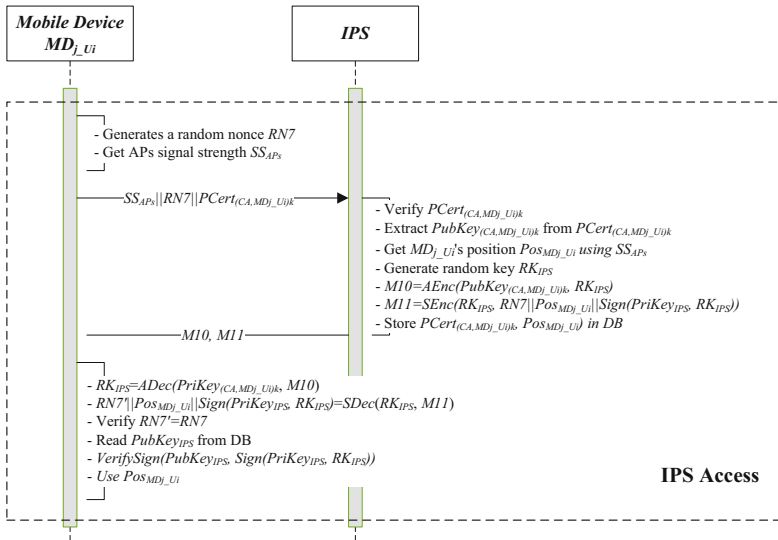 Mobile Device
MDj_Ui
IPS
- Generates a random nonce RN7
- Get APs signal strength SSAPs
SSAPs||RN7||PCert(CA,MDj_Ui)k
- Verify PCert(CA,MDj_Ui)k
- Extract PubKey(CA,MDj_Ui)k from PCert(CA,MDj_Ui)k
- Get MDj_Ui's position PosMDj_Ui using SSAPs
- Generate random key RKIPS
- M10=AEnc(PubKey(CA,MDj_Ui)k, RKIPS)
- M11=SEnc(RKIPS, RN7||PosMDj_Ui||Sign(PriKeyIPS, RKIPS))
- Store PCert(CA,MDj_Ui)k, PosMDj_Ui) in DB
M10, M11
- RKIPS=ADec(PriKey(CA,MDj_Ui)k, M10)
- RN7'||PosMDj_Ui||Sign(PriKeyIPS, RKIPS)=SDec(RKIPS, M11)
- Verify RN7'=RN7
- Read PubKeyIPS from DB
- VerifySign(PubKeyIPS, Sign(PriKeyIPS, RKIPS))
- Use PosMDj_Ui
IPS Access